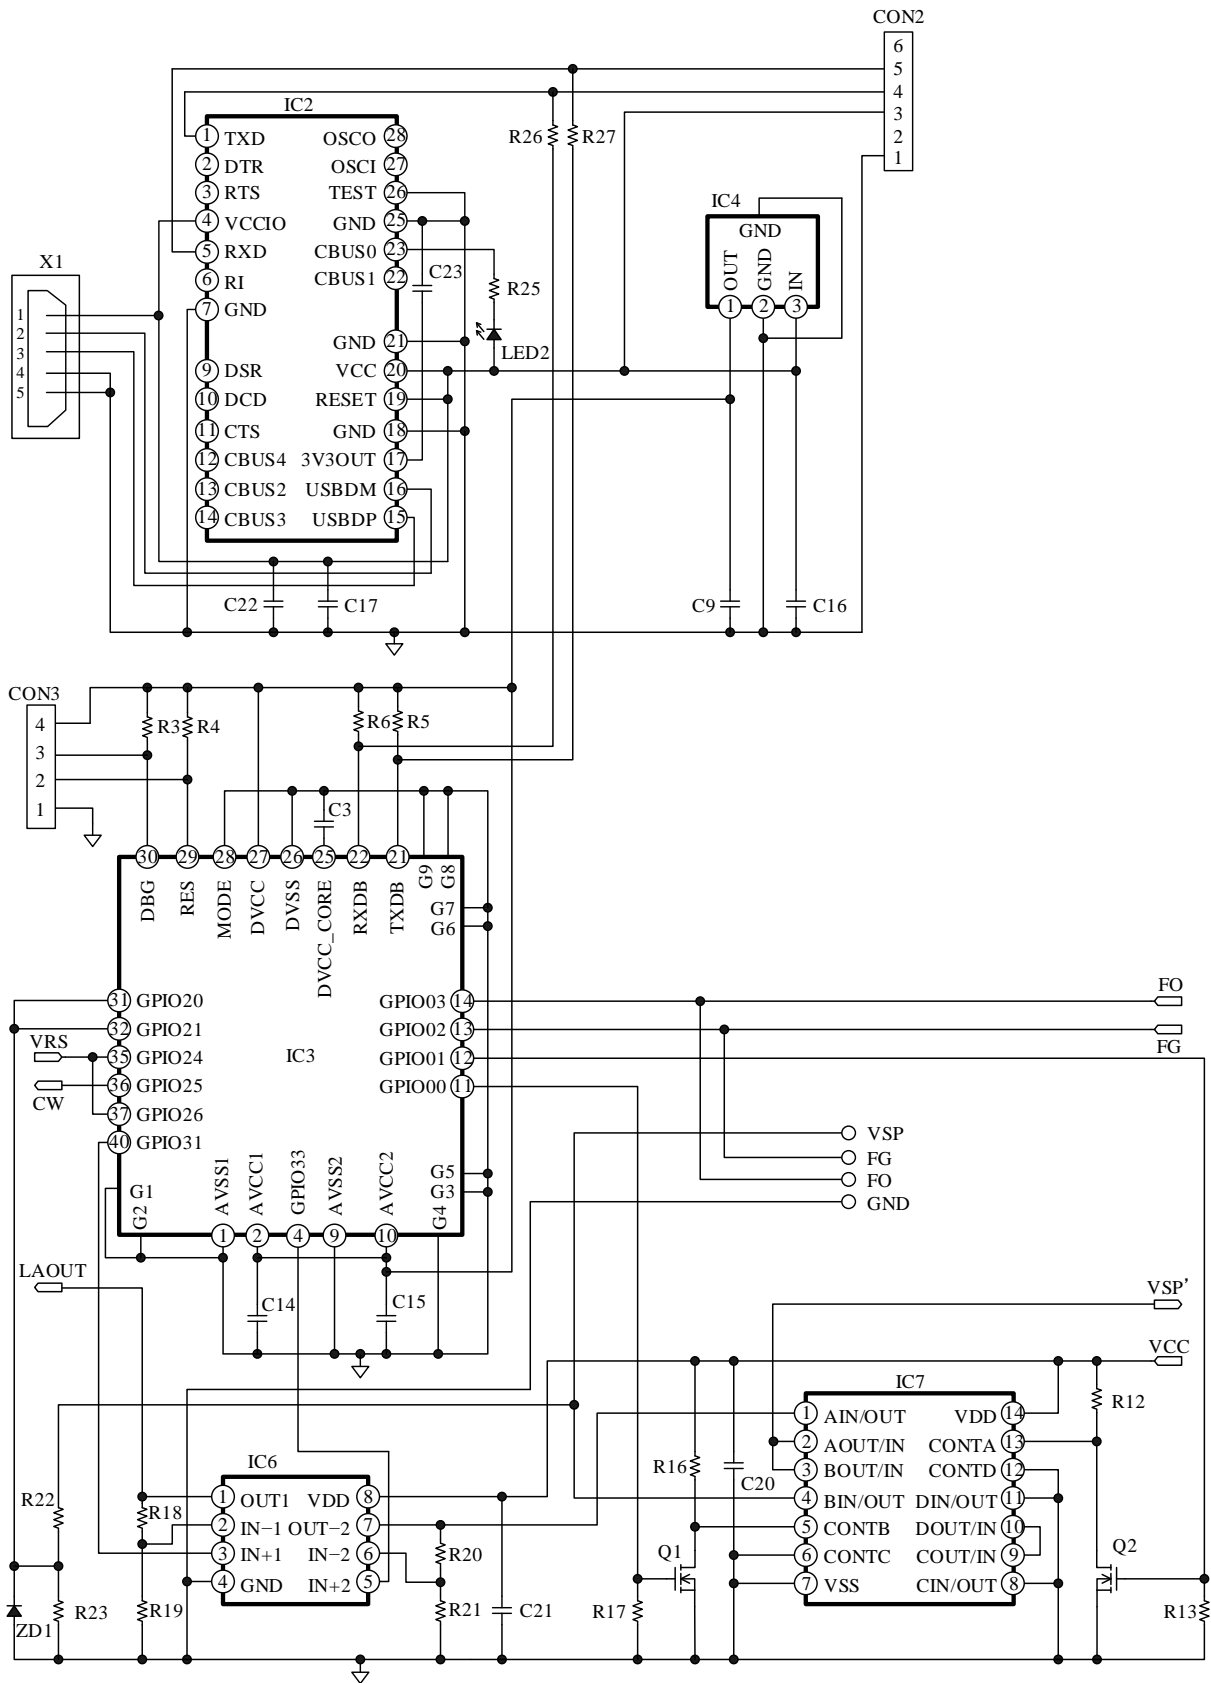 CON2
6
5
4
3
2
1
IC2
1 TXD OSCO 28
2 DTR OSCI 27
3 RTS TEST 26
4 VCCIO GND 25
5 RXD CBUS0 23
6 RI CBUS1 22
7 GND
GND 21
9 DSR VCC 20
10 DCD RESET 19
11 CTS GND 18
12 CBUS4 3V3OUT 17
13 CBUS2 USBDM 16
14 CBUS3 USBDP 15
R26 R27
IC4
GND
OUT GND IN
1 2 3
X1
1
2
3
4
5
C23
R25
LED2
C22 C17
C9 C16
CON3
4
3
2
1
R3 R4 R6 R5
C3
30 29 28 27 26 25 22 21
DBG RES MODE DVCC DVSS DVCC_CORE RXDB TXDB G9 G8
G7
G6
31 GPIO20 GPIO03 14
32 GPIO21 GPIO02 13
35 GPIO24 GPIO01 12
36 GPIO25 GPIO00 11
37 GPIO26
40 GPIO31
IC3
VRS
CW
FO
FG
VSP
FG
FO
GND
G1
G2
AVSS1 AVCC1 GPIO33 AVSS2 AVCC2
G5
G3
G4
1 2 4 9 10
LAOUT
C14 C15
VSP'
VCC
IC7
1 AIN/OUT VDD 14
2 AOUT/IN CONTA 13
3 BOUT/IN CONTD 12
4 BIN/OUT DIN/OUT 11
5 CONTB DOUT/IN 10
6 CONTC COUT/IN 9
7 VSS CIN/OUT 8
R12
R16
C20
Q1
Q2
R17
R13
IC6
1 OUT1 VDD 8
2 IN−1 OUT−2 7
3 IN+1 IN−2 6
4 GND IN+2 5
R22
R18
R20
ZD1 R23 R19 R21 C21